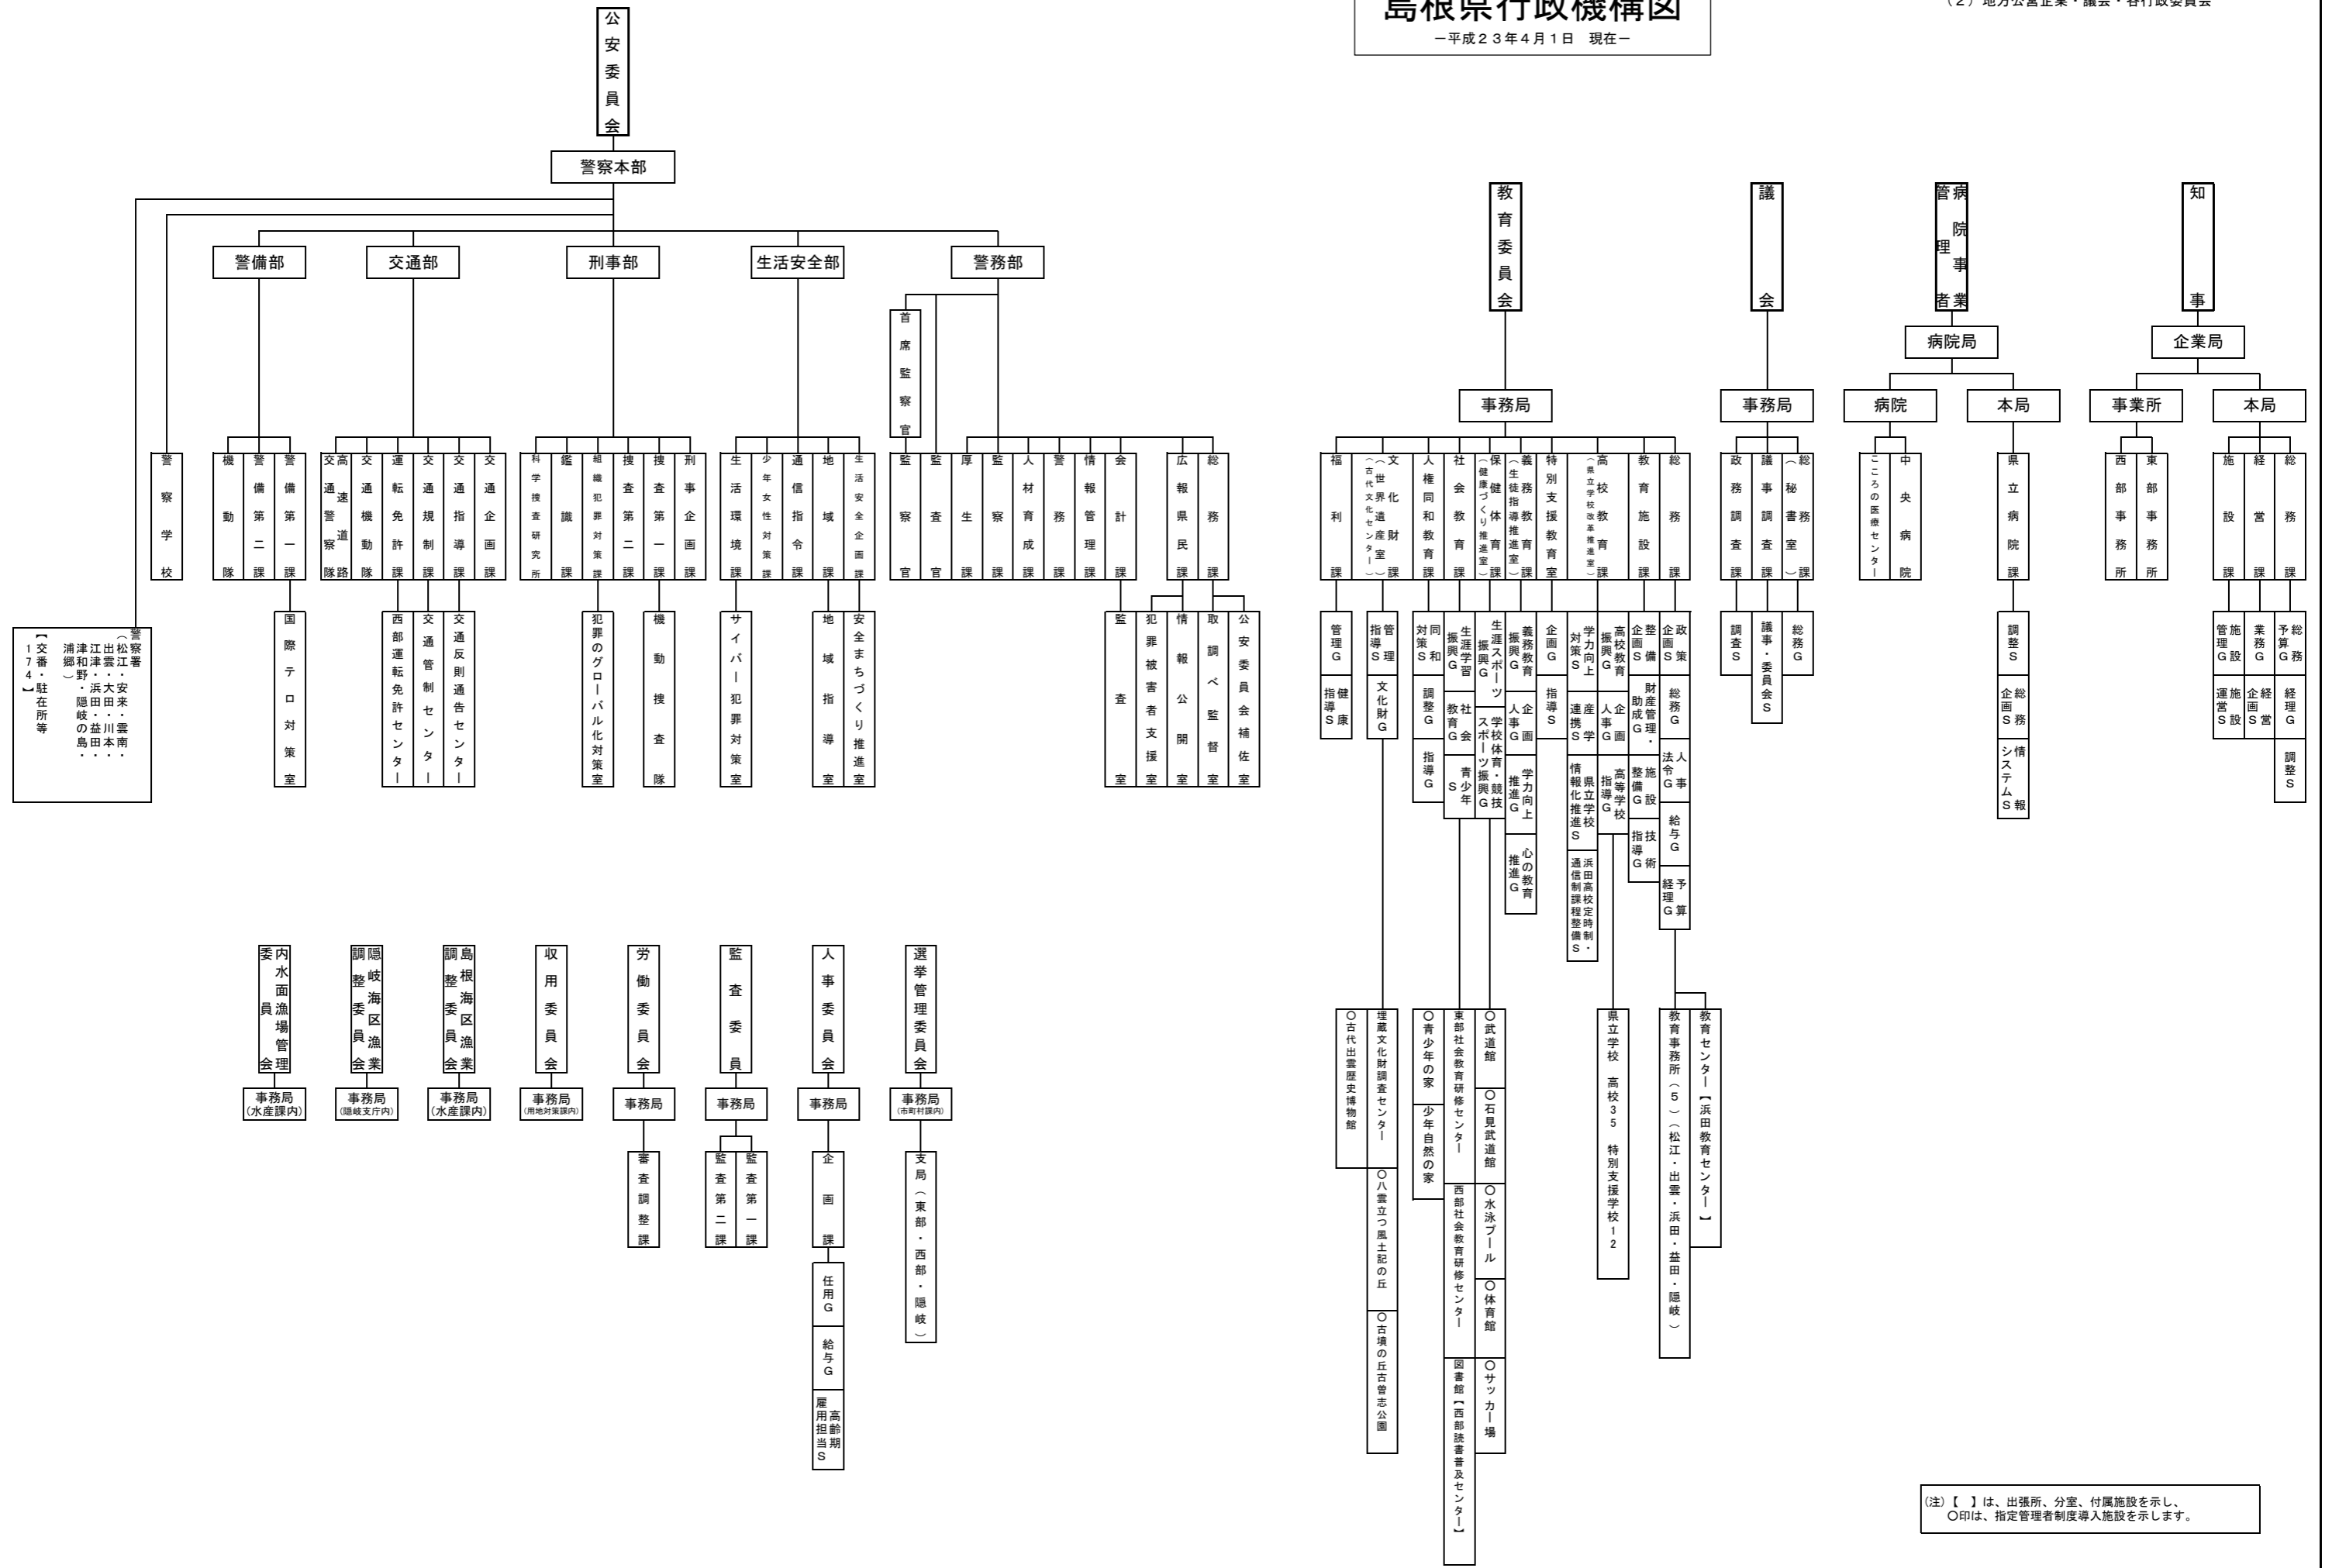 島根県行政機構図
－平成２３年４月１日　現在－
（２）地方公営企業・議会・各行政委員会
公安委員会
警察本部
警備部
交通部
刑事部
生活安全部
警務部
首席監察官
警察学校
機動隊
警備第二課
警備第一課
高速道路
交通警察隊
交通機動隊
運転免許課
交通規制課
交通指導課
交通企画課
科学捜査研究所
鑑識課
組織犯罪対策課
捜査第二課
捜査第一課
刑事企画課
生活環境課
少年女性対策課
通信指令課
地域課
生活安全企画課
監察官
監査官
厚生課
監察課
人材育成課
警務課
情報管理課
会計課
広報県民課
総務課
警察署
（松江・安来・雲南・
出雲・大田・川本・
江津・浜田・益田・
津和野・隠岐の島・
浦郷）
【交番・駐在所等
１７４】
国際テロ対策室
西部運転免許センター
交通管制センター
交通反則通告センター
犯罪のグローバル化対策室
機動捜査隊
サイバー犯罪対策室
地域指導室
安全まちづくり推進室
監査室
犯罪被害者支援室
情報公開室
取調べ監督室
公安委員会補佐室
教育委員会
事務局
福利課
文化財課
（世界遺産室）
（古代文化センター）
人権同和教育課
社会教育課
保健体育課
（健康づくり推進室）
義務教育課
（生徒指導推進室）
特別支援教育室
高校教育課
（県立学校改革推進室）
教育施設課
総務課
管理Ｇ
健康
指導Ｓ
管理
指導Ｓ
文化財Ｇ
同和
対策Ｓ
調整Ｇ
指導Ｇ
生涯学習
振興Ｇ
社会
教育Ｇ
青少年
Ｓ
生涯スポーツ
振興Ｇ
学校体育・競技
スポーツ振興Ｇ
義務教育
振興Ｇ
企画
人事Ｇ
学力向上
推進Ｇ
心の教育
推進Ｇ
企画Ｇ
指導Ｓ
学力向上
対策Ｓ
産学
連携Ｓ
県立学校
情報化推進Ｓ
浜田高校定時制・
通信制課程整備Ｓ
高校教育
振興Ｇ
企画
人事Ｇ
高等学校
指導Ｇ
整備
企画Ｓ
財産管理・
助成Ｇ
施設
整備Ｇ
技術
指導Ｇ
政策
企画Ｓ
総務Ｇ
人事
法令Ｇ
給与Ｇ
予算
経理Ｇ
〇古代出雲歴史博物館
埋蔵文化財調査センター
〇八雲立つ風土記の丘
〇古墳の丘古曽志公園
〇青少年の家
少年自然の家
東部社会教育研修センター
西部社会教育研修センター
図書館【西部読書普及センター】
〇武道館
〇石見武道館
〇水泳プール
〇体育館
〇サッカー場
県立学校　高校３５　特別支援学校１２
教育事務所（５）（松江・出雲・浜田・益田・隠岐）
教育センター【浜田教育センター】
議会
事務局
政務調査課
議事調査課
総務課
（秘書室）
調査Ｓ
議事・委員会Ｓ
総務Ｇ
病院事業
管理者
病院局
病院
本局
こころの医療センター
中央病院
県立病院課
調整Ｓ
総務
企画Ｓ
情報
システムＳ
知事
企業局
事業所
本局
西部事務所
東部事務所
施設課
経営課
総務課
施設
管理Ｇ
施設
運営Ｓ
業務Ｇ
経営
企画Ｓ
総務
予算Ｇ
経理Ｇ
調整Ｓ
内水面漁場管理
委員会
事務局
（水産課内）
隠岐海区漁業
調整委員会
事務局
（隠岐支庁内）
島根海区漁業
調整委員会
事務局
（水産課内）
収用委員会
事務局
（用地対策課内）
労働委員会
事務局
審査調整課
監査委員
事務局
監査第二課
監査第一課
人事委員会
事務局
企画課
任用Ｇ
給与Ｇ
高齢期
雇用担当Ｓ
選挙管理委員会
事務局
（市町村課内）
支局（東部・西部・隠岐）
(注)【　】は、出張所、分室、付属施設を示し、
〇印は、指定管理者制度導入施設を示します。